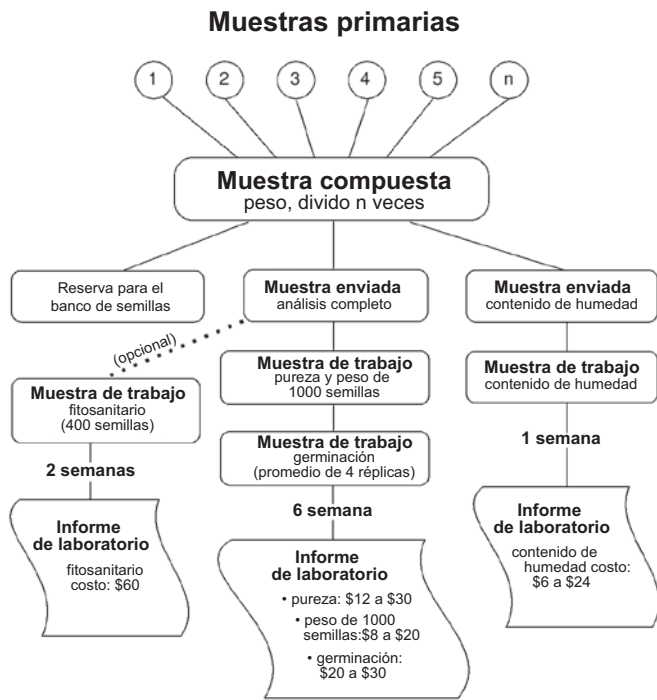 Muestras primarias
1 2 3 4 5 n
Muestra compuesta
peso, divido n veces
Reserva para el
banco de semillas
Muestra enviada
análisis completo
Muestra enviada
contenido de humedad
(opcional)
Muestra de trabajo
fitosanitario
(400 semillas)
Muestra de trabajo
pureza y peso de
1000 semillas
Muestra de trabajo
contenido de humedad
Muestra de trabajo
germinación
(promedio de 4 réplicas)
2 semanas
6 semana
1 semana
Informe
de laboratorio
fitosanitario
costo: $60
Informe
de laboratorio
• pureza: $12 a $30
• peso de 1000
semillas:$8 a $20
• germinación:
$20 a $30
Informe
de laboratorio
contenido de
humedad costo:
$6 a $24